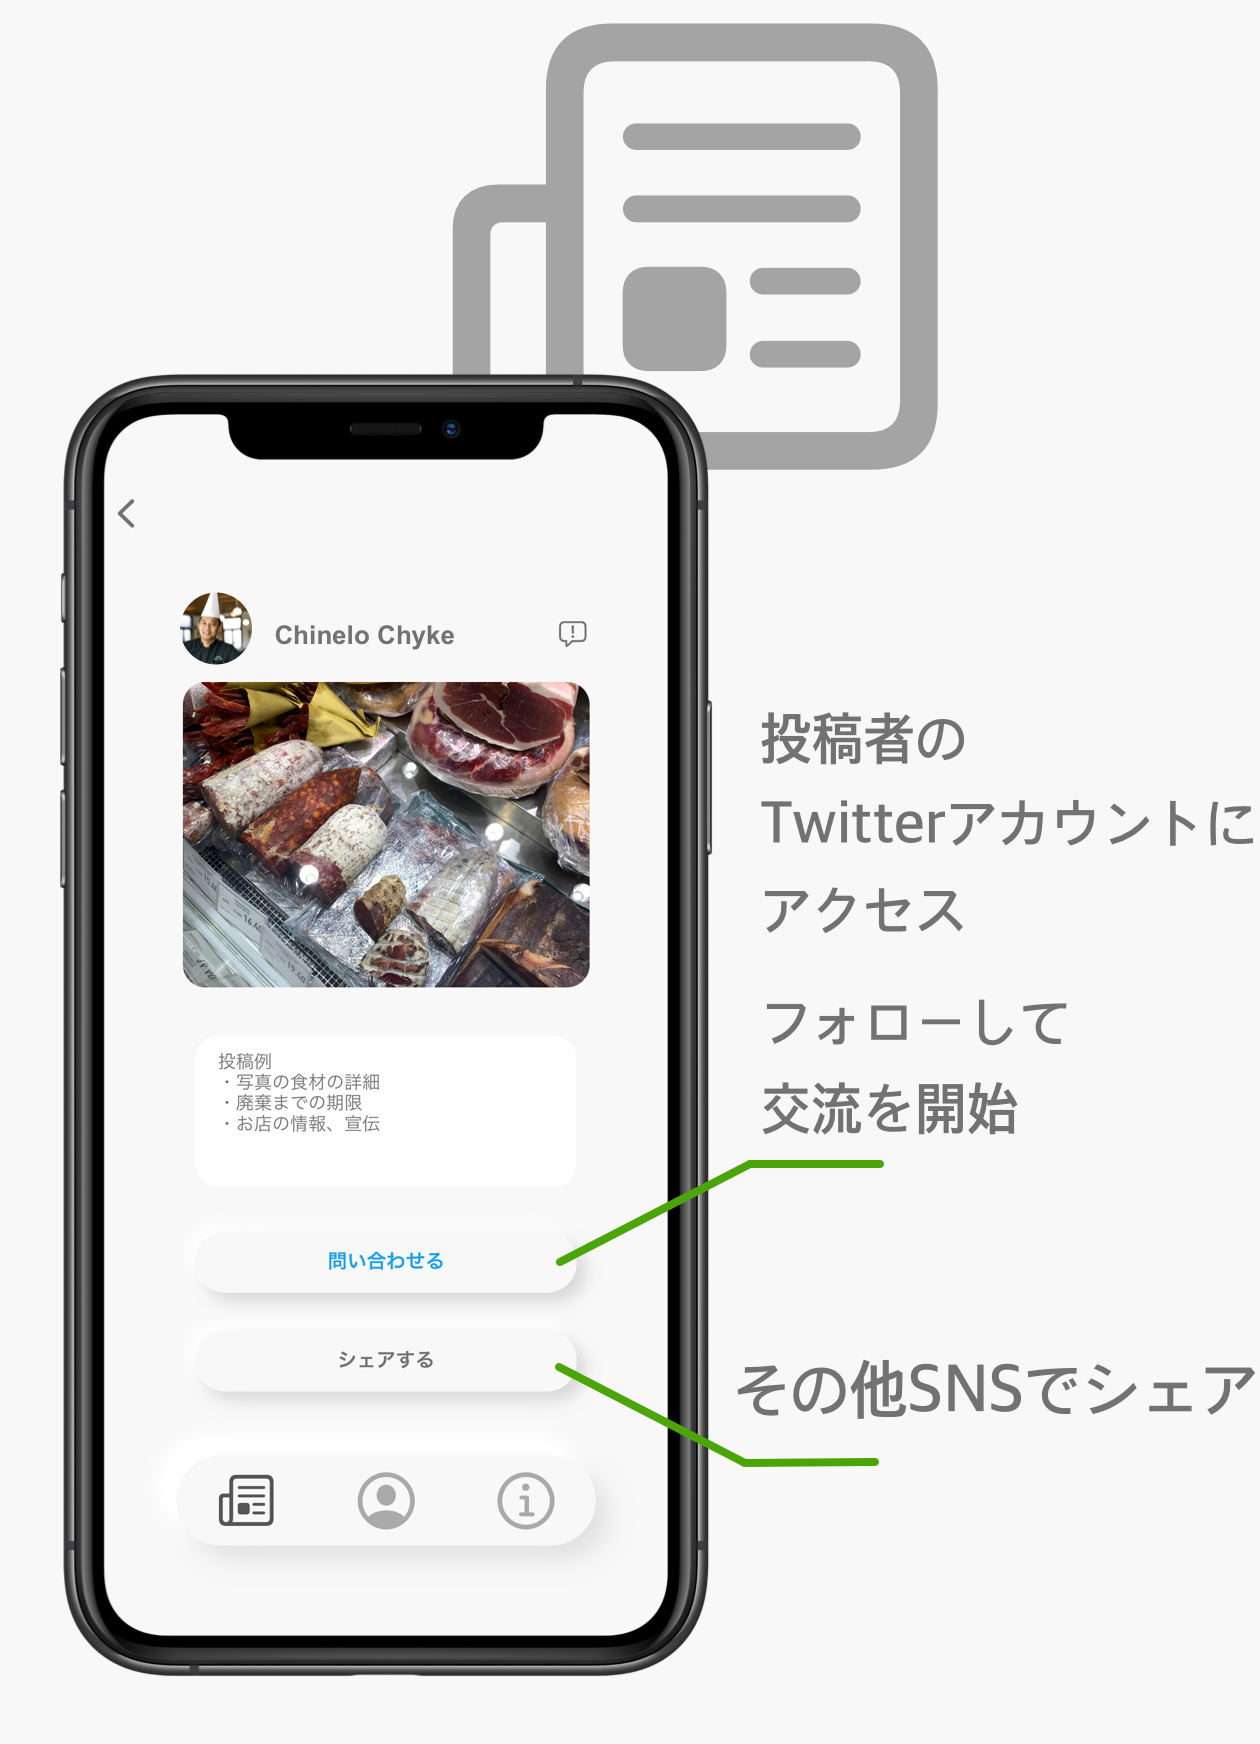 Chinelo Chyke
投稿者の
Twitterアカウントに
アクセス
フォローして
交流を開始
投稿例
・写真の食材の詳細
・廃棄までの期限
・お店の情報、宣伝
問い合わせる
シェアする
その他SNSでシェア
16.40
19.40